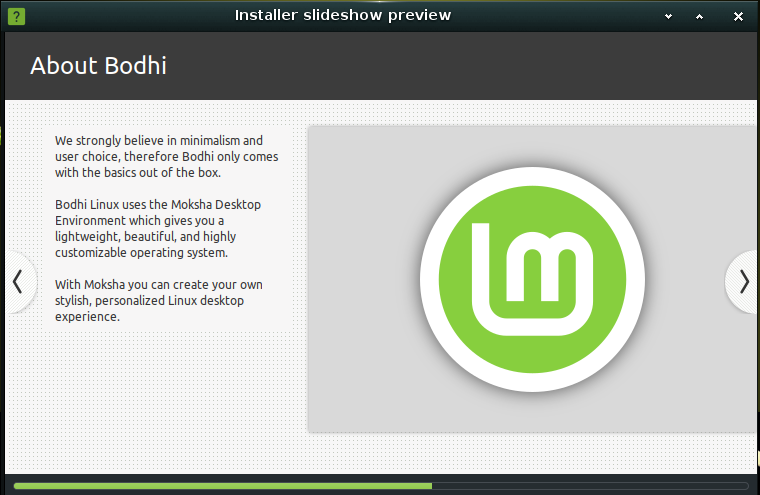 Installer slideshow preview
About Bodhi
We strongly believe in minimalism and
user choice, therefore Bodhi only comes
with the basics out of the box.
Bodhi Linux uses the Moksha Desktop
Environment which gives you a
lightweight, beautiful, and highly
customizable operating system.
With Moksha you can create your own
stylish, personalized Linux desktop
experience.
lm